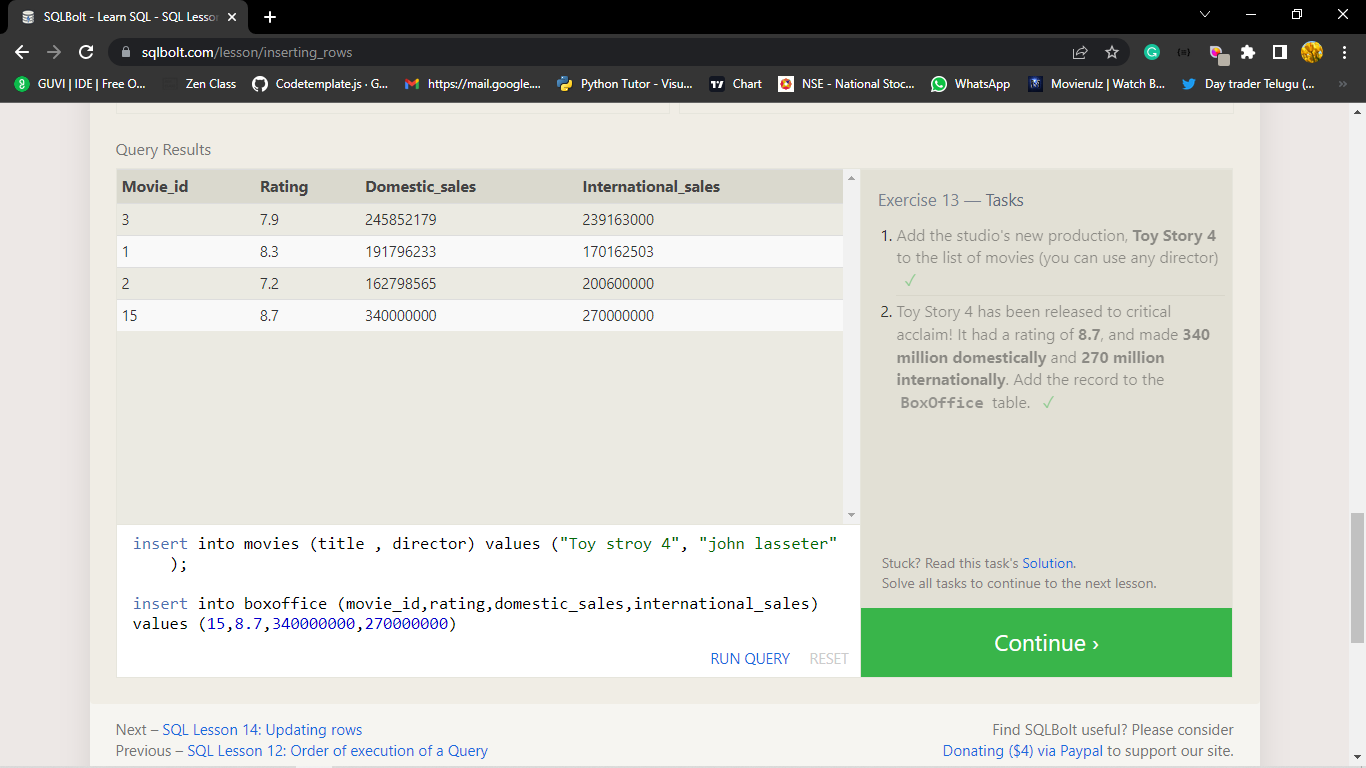 SQLBolt - Learn SQL - SQL Lesson
sqlbolt.com/lesson/inserting_rows
GUVI | IDE | Free O... Zen Class Codetemplate.js · G... https://mail.google.... Python Tutor - Visu... Chart NSE - National Stoc... WhatsApp Movierulz | Watch B... Day trader Telugu (... »
Query Results
Movie_id Rating Domestic_sales International_sales
3 7.9 245852179 239163000
1 8.3 191796233 170162503
2 7.2 162798565 200600000
15 8.7 340000000 270000000
insert into movies (title , director) values ("Toy stroy 4", "john lasseter"
);
insert into boxoffice (movie_id,rating,domestic_sales,international_sales)
values (15,8.7,340000000,270000000)
RUN QUERY RESET
Exercise 13 — Tasks
1. Add the studio's new production, Toy Story 4
to the list of movies (you can use any director)
✓
2. Toy Story 4 has been released to critical
acclaim! It had a rating of 8.7, and made 340
million domestically and 270 million
internationally. Add the record to the
BoxOffice table. ✓
Stuck? Read this task's Solution.
Solve all tasks to continue to the next lesson.
Continue ›
Next – SQL Lesson 14: Updating rows
Previous – SQL Lesson 12: Order of execution of a Query
Find SQLBolt useful? Please consider
Donating ($4) via Paypal to support our site.